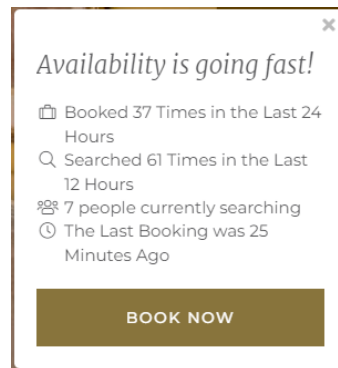 Availability is going fast!
Booked 37 Times in the Last 24
Hours
Searched 61 Times in the Last
12 Hours
7 people currently searching
The Last Booking was 25
Minutes Ago
BOOK NOW